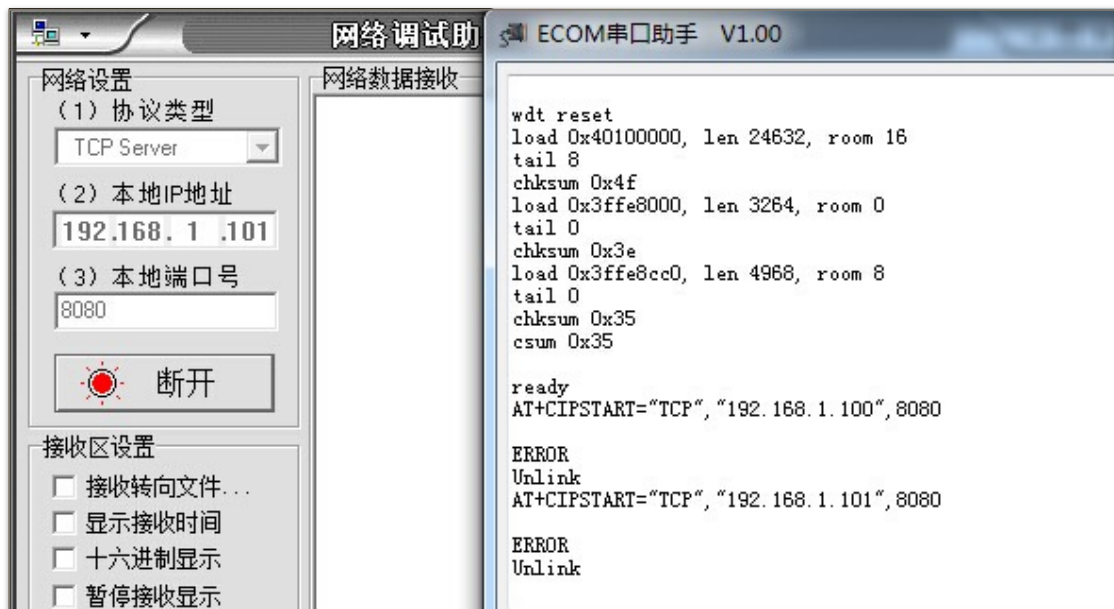 网络调试助
网络设置
（1）协议类型
TCP Server
（2）本地IP地址
192.168. 1 .101
（3）本地端口号
8080
断开
接收区设置
接收转向文件...
显示接收时间
十六进制显示
暂停接收显示
网络数据接收
ECOM串口助手 V1.00
wdt reset
load 0x40100000, len 24632, room 16
tail 8
chksum 0x4f
load 0x3ffe8000, len 3264, room 0
tail 0
chksum 0x3e
load 0x3ffe8cc0, len 4968, room 8
tail 0
chksum 0x35
csum 0x35
ready
AT+CIPSTART="TCP","192.168.1.100",8080
ERROR
Unlink
AT+CIPSTART="TCP","192.168.1.101",8080
ERROR
Unlink